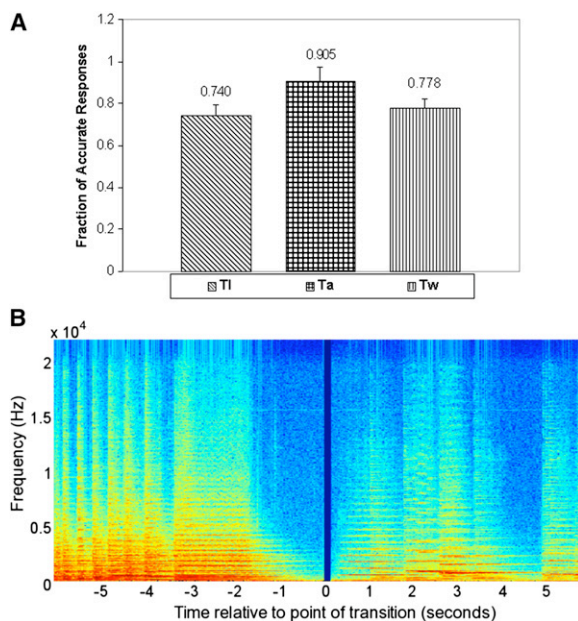 A
Fraction of Accurate Responses
1.2
1
0.8
0.6
0.4
0.2
0
0.740
0.905
0.778
Tl Ta Tw
B
x 10^4
Frequency (Hz)
2
1.5
1
0.5
0
-5 -4 -3 -2 -1 0 1 2 3 4 5
Time relative to point of transition (seconds)